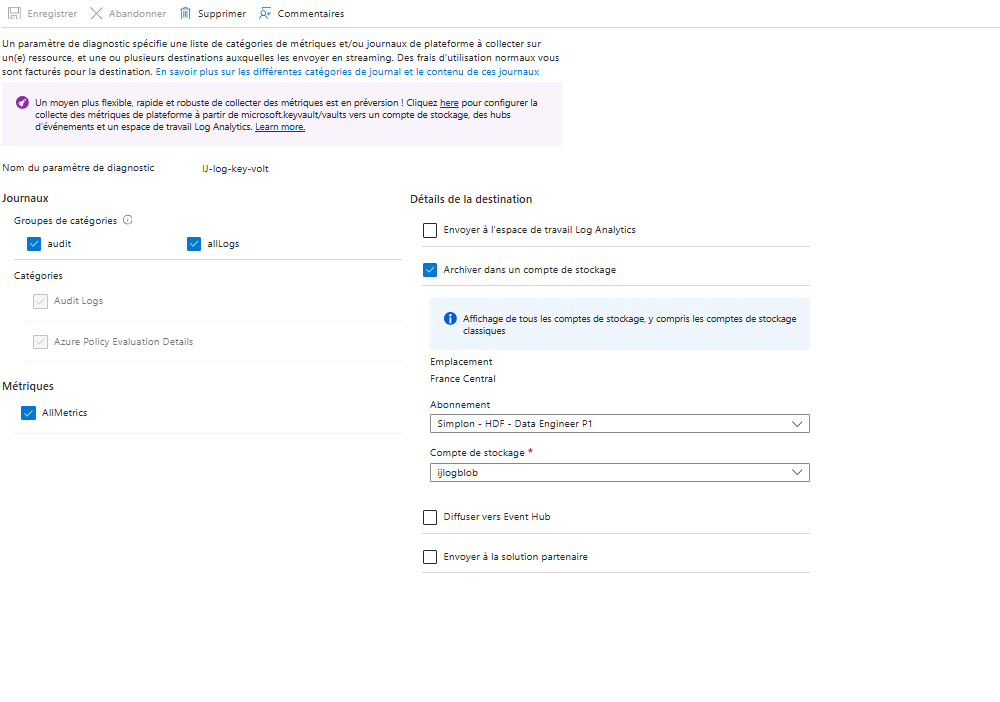 Enregistrer Abandonner Supprimer Commentaires
Un paramètre de diagnostic spécifie une liste de catégories de métriques et/ou journaux de plateforme à collecter sur
un(e) ressource, et une ou plusieurs destinations auxquelles les envoyer en streaming. Des frais d'utilisation normaux vous
sont facturés pour la destination. En savoir plus sur les différentes catégories de journal et le contenu de ces journaux
Un moyen plus flexible, rapide et robuste de collecter des métriques est en préversion ! Cliquez here pour configurer la
collecte des métriques de plateforme à partir de microsoft.keyvault/vaults vers un compte de stockage, des hubs
d'événements et un espace de travail Log Analytics. Learn more.
Nom du paramètre de diagnostic IJ-log-key-volt
Journaux
Groupes de catégories
audit allLogs
Catégories
Audit Logs
Azure Policy Evaluation Details
Métriques
AllMetrics
Détails de la destination
Envoyer à l'espace de travail Log Analytics
Archiver dans un compte de stockage
Affichage de tous les comptes de stockage, y compris les comptes de stockage
classiques
Emplacement
France Central
Abonnement
Simplon - HDF - Data Engineer P1
Compte de stockage *
ijlogblob
Diffuser vers Event Hub
Envoyer à la solution partenaire